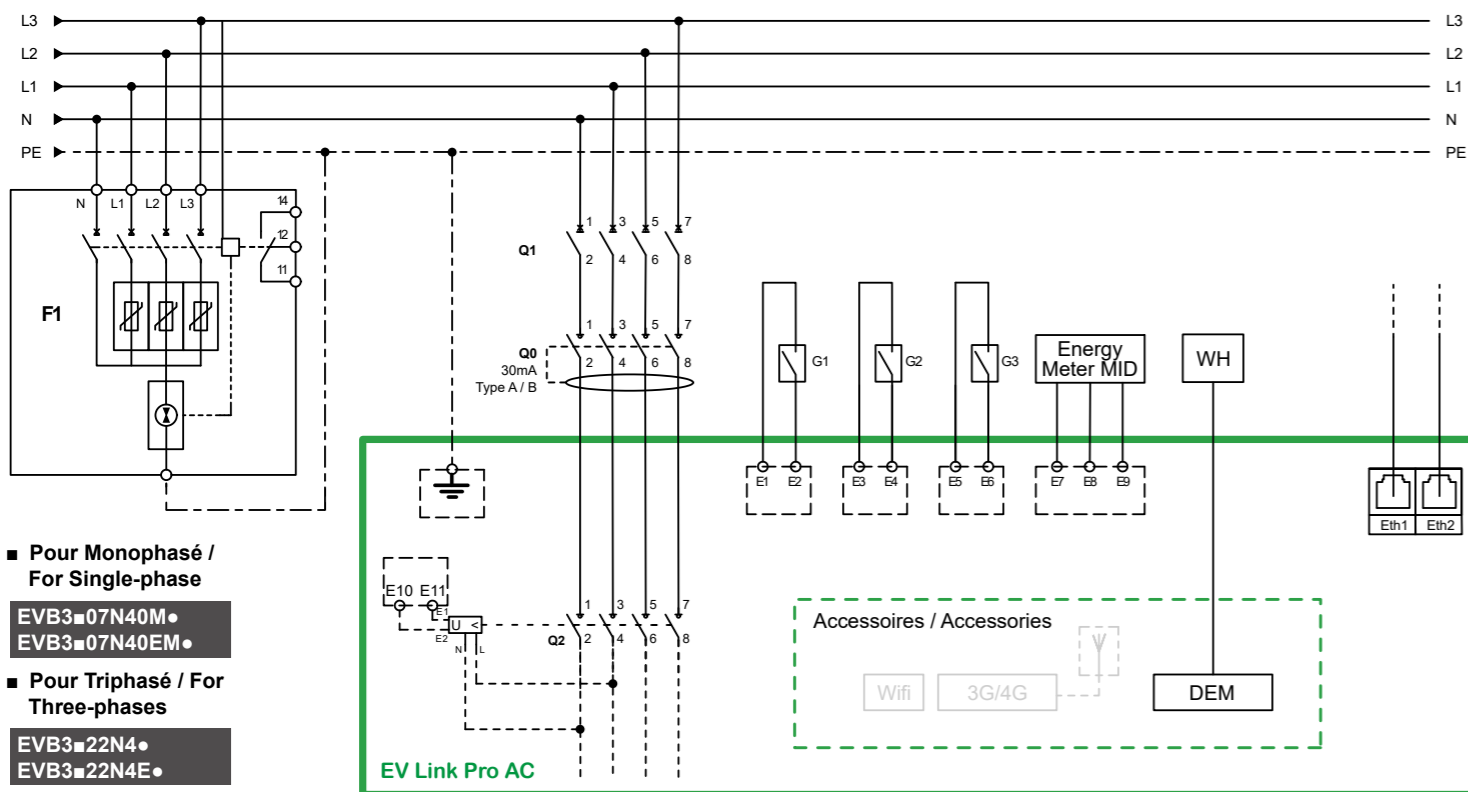 L3 L3
L2 L2
L1 L1
N N
PE PE
N L1 L2 L3 14
12
11
F1
Q1 1 3 5 7
2 4 6 8
Q0 1 3 5 7
30mA 2 4 6 8
Type A / B
G1 G2 G3
Energy
Meter MID
WH
E1 E2 E3 E4 E5 E6 E7 E8 E9
Eth1 Eth2
■ Pour Monophasé /
For Single-phase
EVB3■07N40M●
EVB3■07N40EM●
■ Pour Triphasé / For
Three-phases
EVB3■22N4●
EVB3■22N4E●
E10 E11
E1
U <
E2
N L
Q2 1 3 5 7
2 4 6 8
Accessoires / Accessories
Wifi 3G/4G DEM
EV Link Pro AC